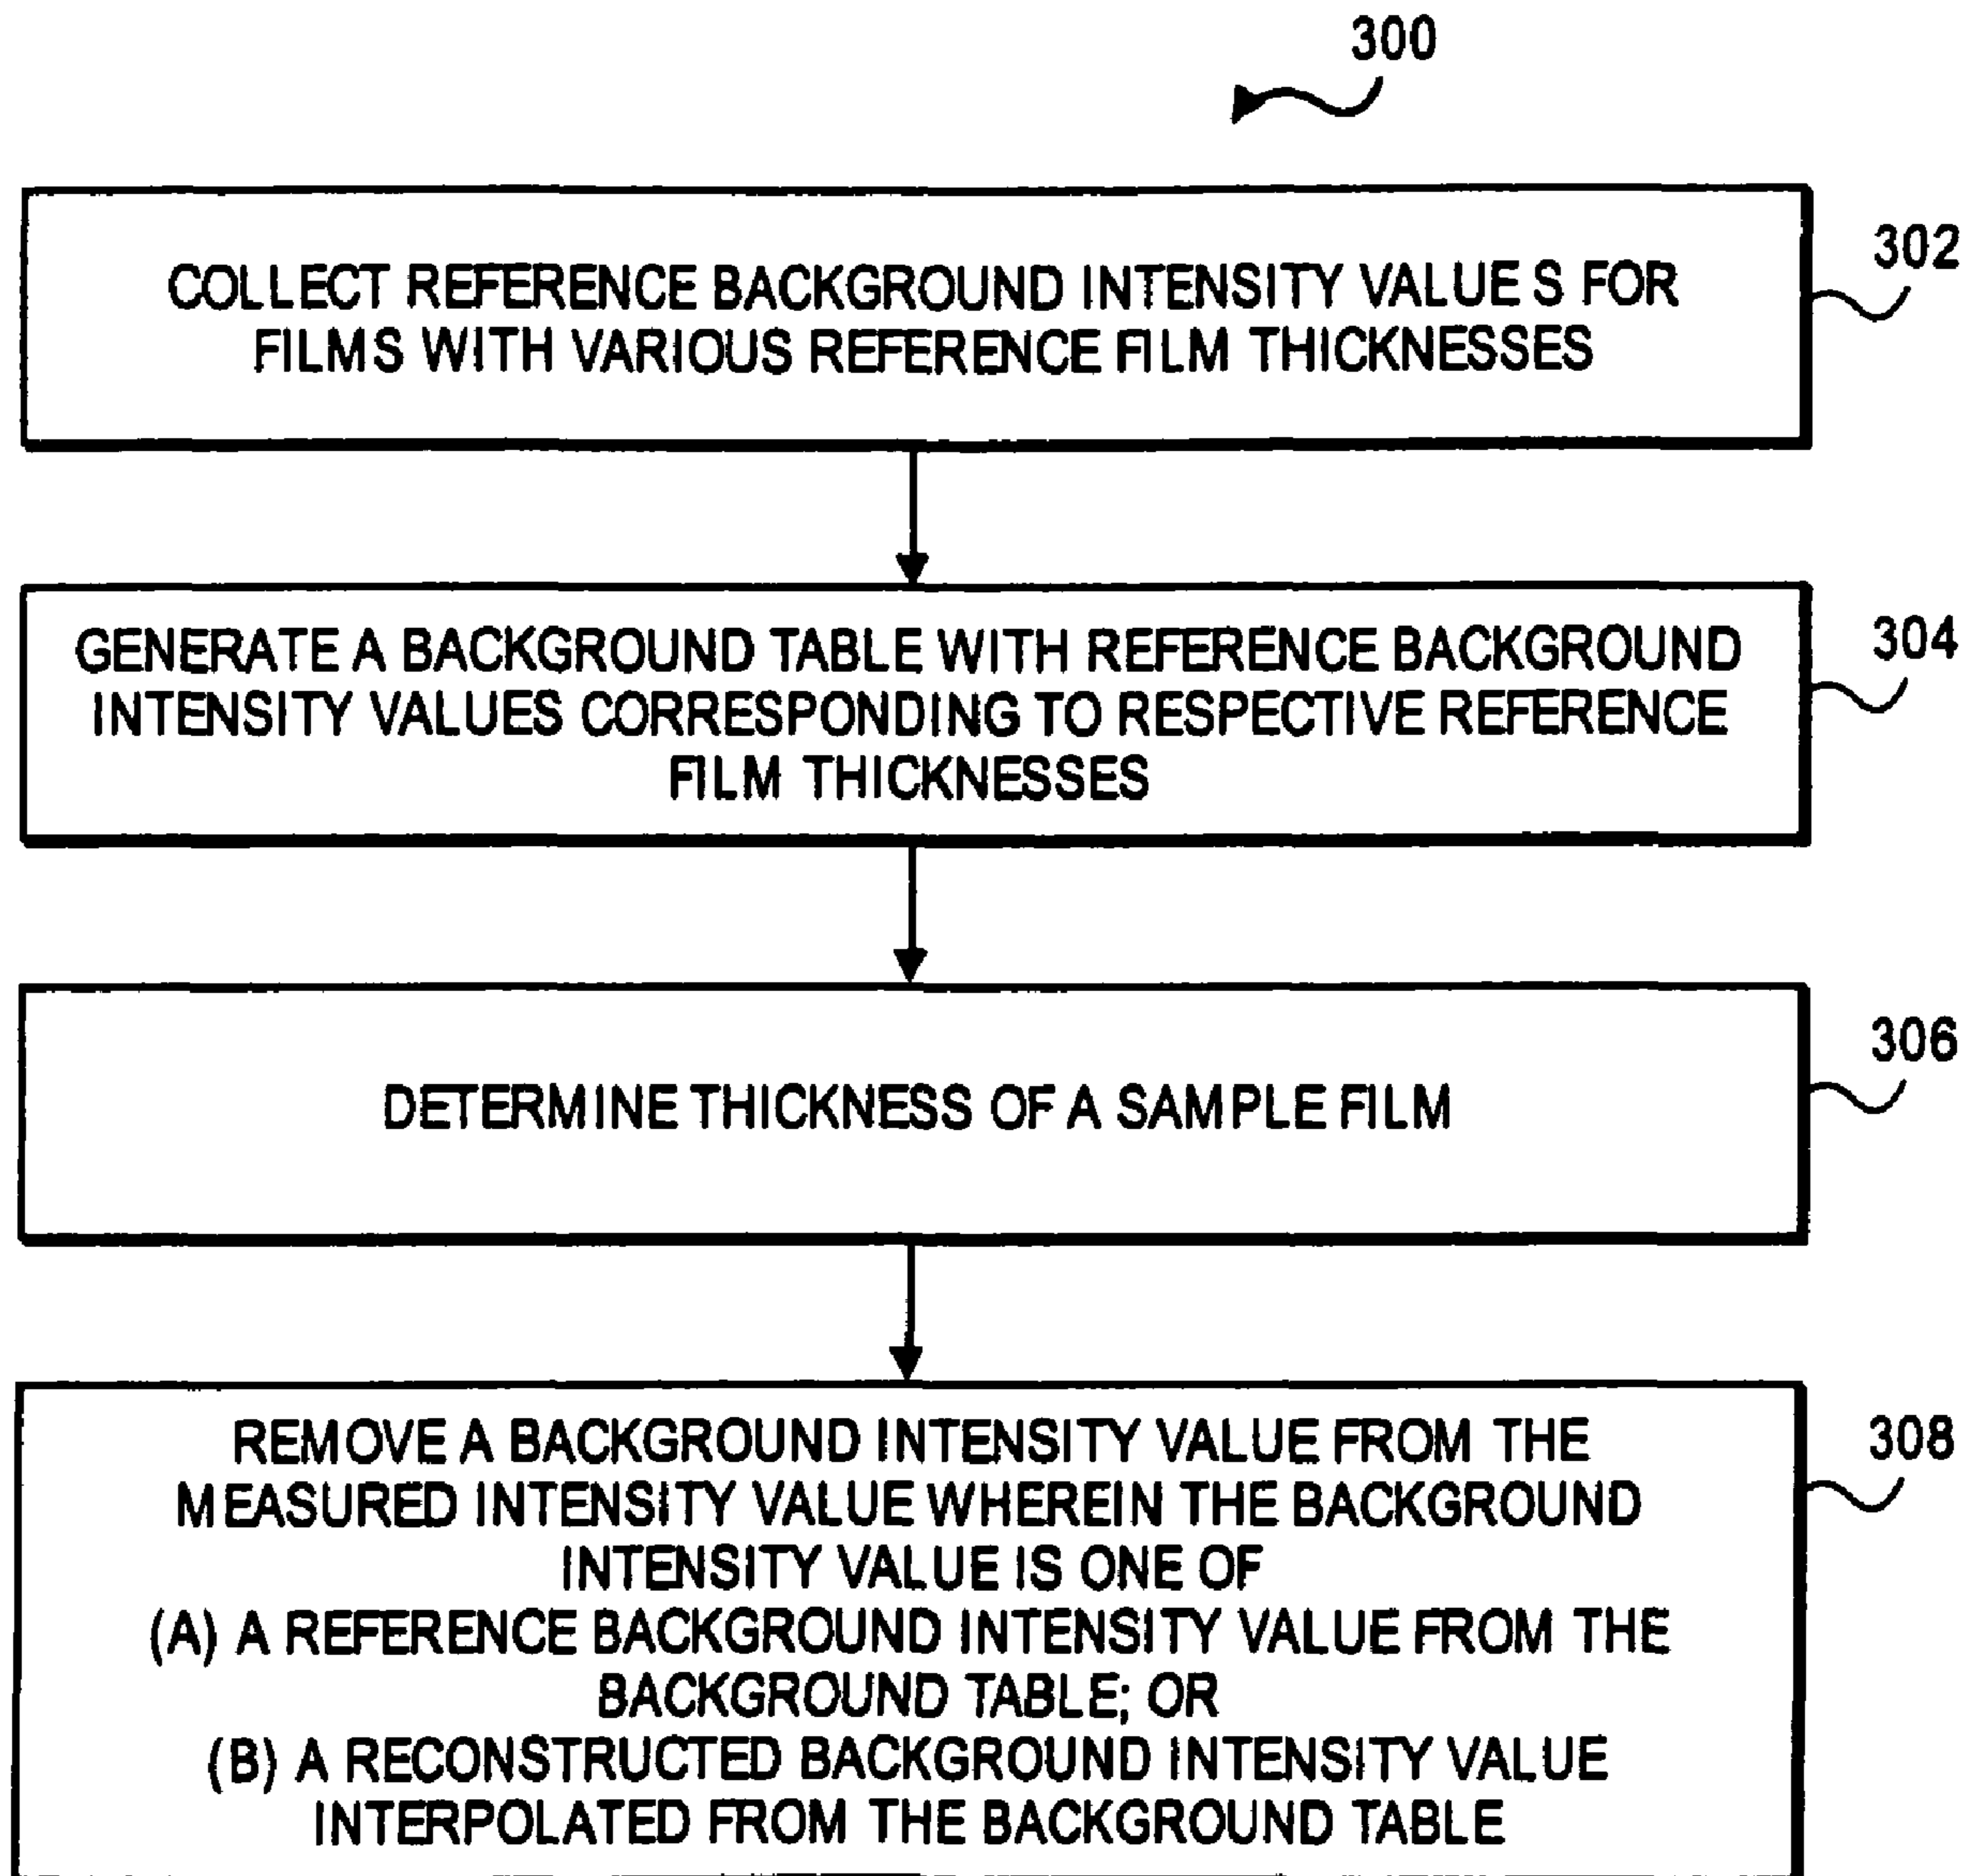 300
COLLECT REFERENCE BACKGROUND INTENSITY VALUE S FOR
FILMS WITH VARIOUS REFERENCE FILM THICKNESSES
302
GENERATE A BACKGROUND TABLE WITH REFERENCE BACKGROUND
INTENSITY VALUES CORRESPONDING TO RESPECTIVE REFERENCE
FILM THICKNESSES
304
DETERMINE THICKNESS OF A SAMPLE FILM
306
REMOVE A BACKGROUND INTENSITY VALUE FROM THE
MEASURED INTENSITY VALUE WHEREIN THE BACKGROUND
INTENSITY VALUE IS ONE OF
(A) A REFERENCE BACKGROUND INTENSITY VALUE FROM THE
BACKGROUND TABLE; OR
(B) A RECONSTRUCTED BACKGROUND INTENSITY VALUE
INTERPOLATED FROM THE BACKGROUND TABLE
308